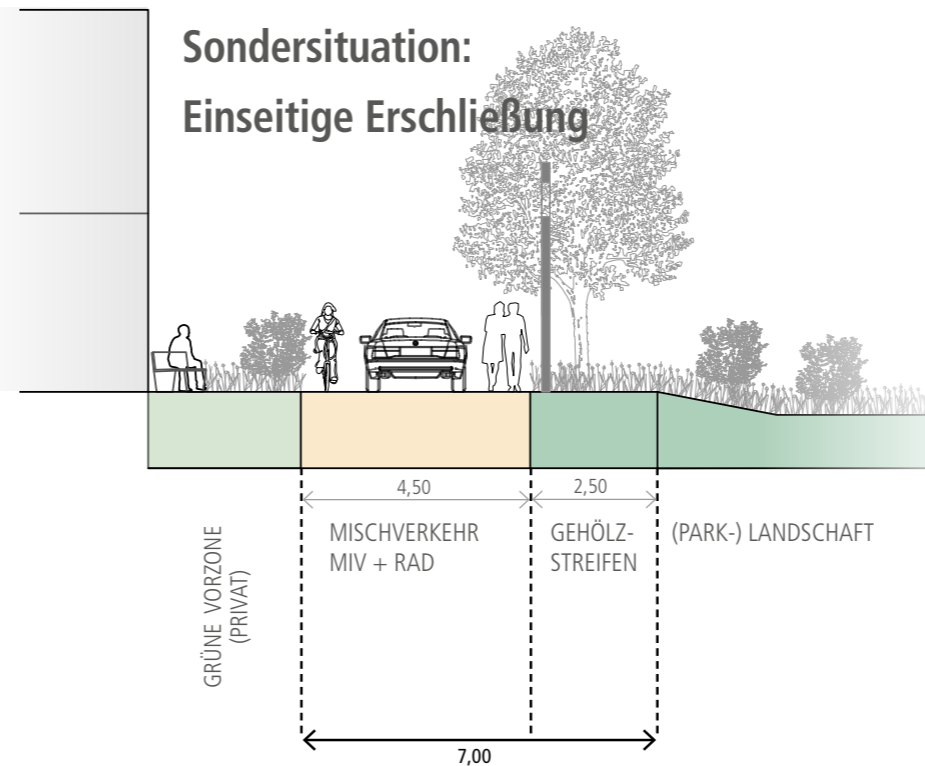 Sondersituation:
Einseitige Erschließung
4,50
2,50
MISCHVERKEHR
MIV + RAD
GEHÖLZ-
STREIFEN
(PARK-) LANDSCHAFT
GRÜNE VORZONE
(PRIVAT)
7,00